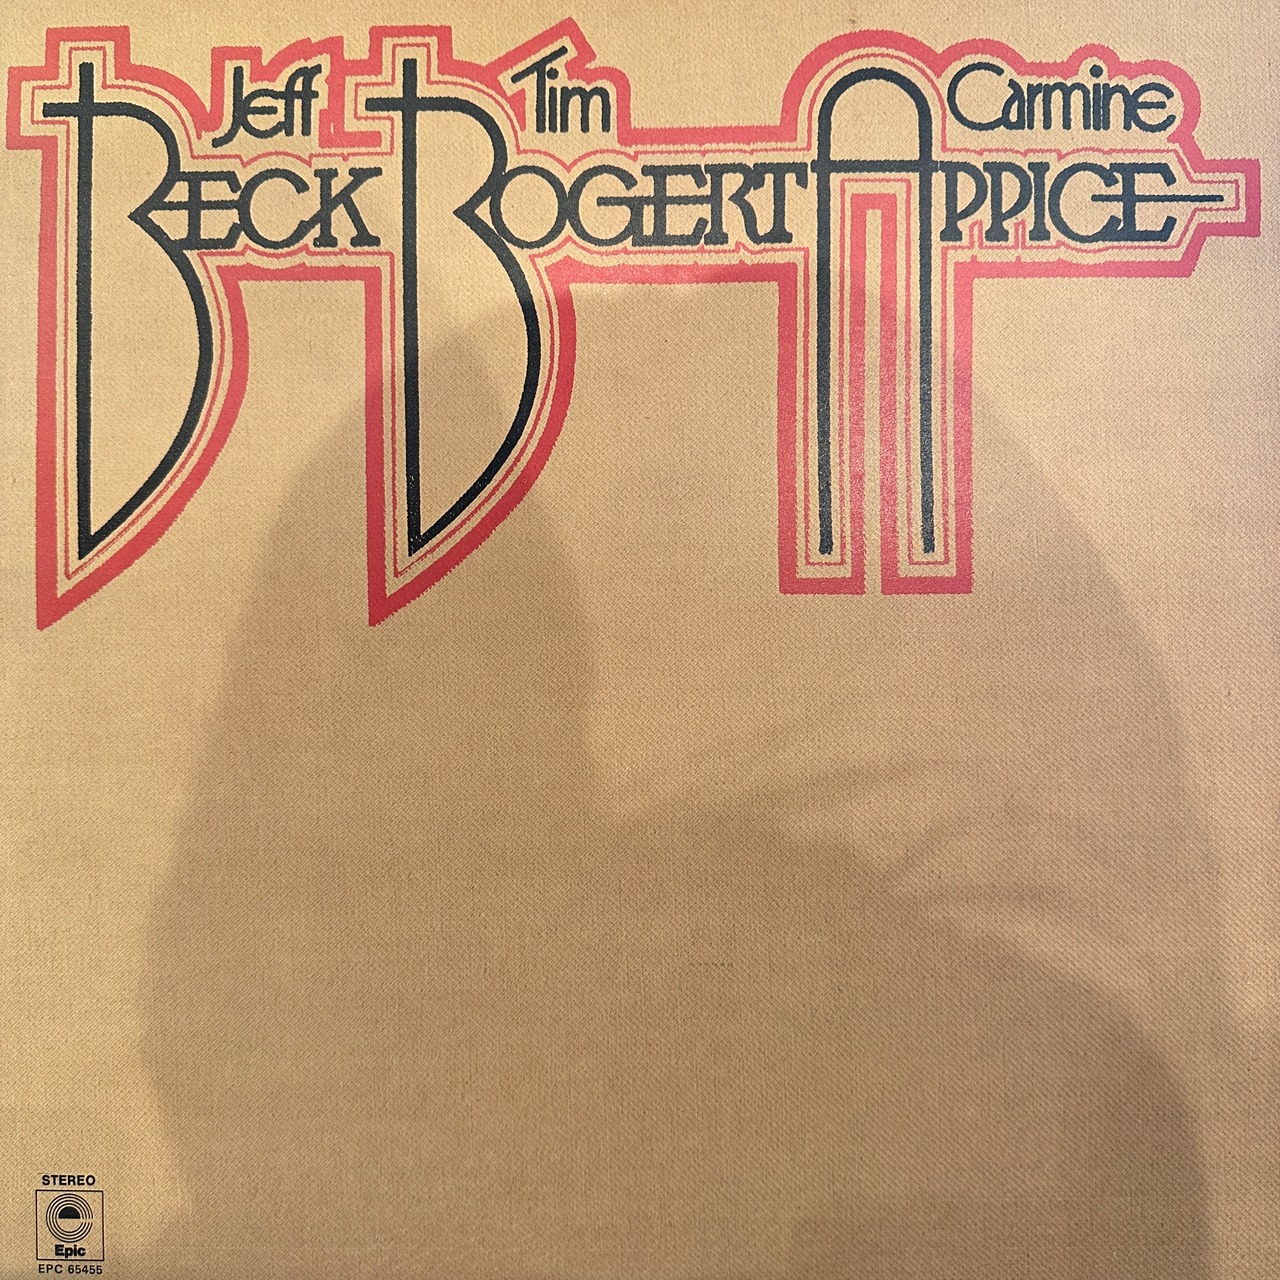 Jeff Tim Carmine
BECK BOGERT APPICE
STEREO
Epic
EPC 65455